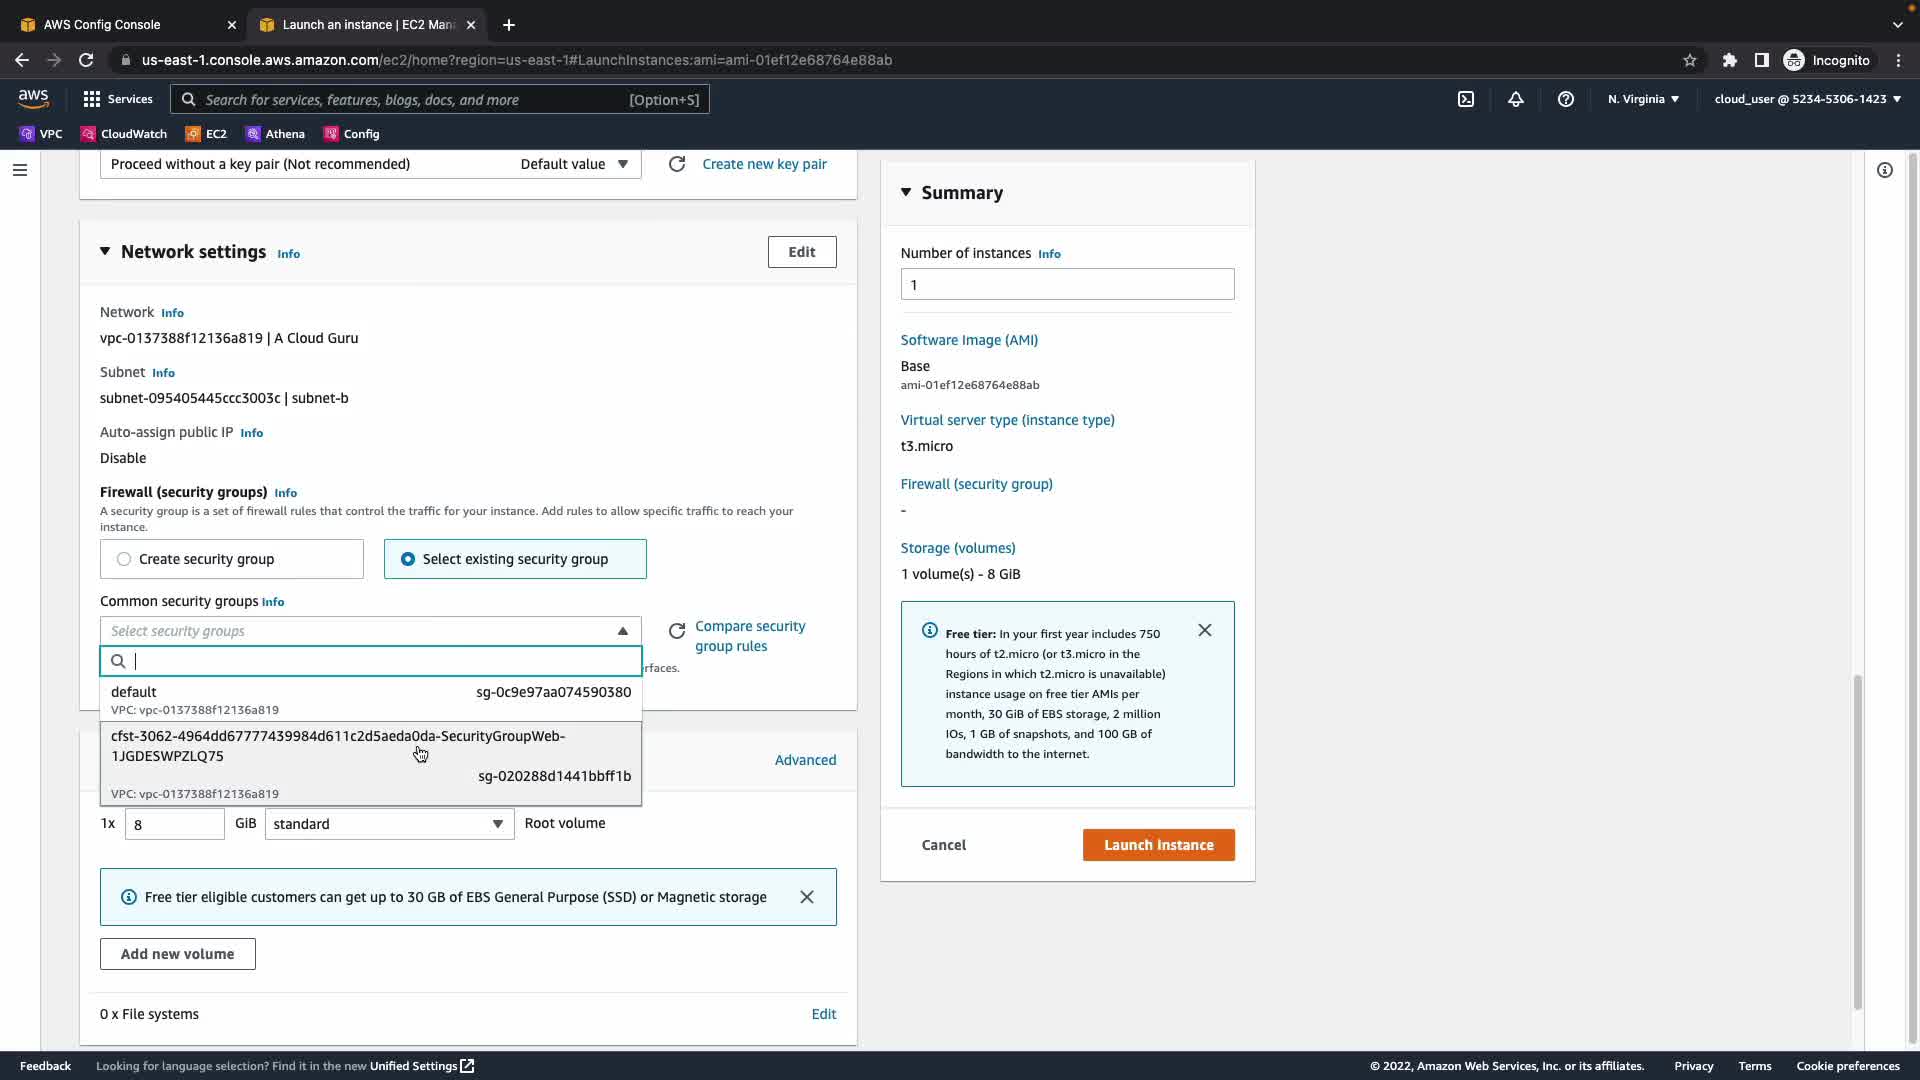 AWS Config Console
Launch an instance | EC2 Man
us-east-1.console.aws.amazon.com/ec2/home?region=us-east-1#LaunchInstances:ami=ami-01ef12e68764e88ab
Incognito
aws
Services
Search for services, features, blogs, docs, and more
[Option+S]
N. Virginia
cloud_user @ 5234-5306-1423
VPC
CloudWatch
EC2
Athena
Config
Proceed without a key pair (Not recommended)
Default value
Create new key pair
Network settings Info
Edit
Network Info
vpc-0137388f12136a819 | A Cloud Guru
Subnet Info
subnet-095405445ccc3003c | subnet-b
Auto-assign public IP Info
Disable
Firewall (security groups) Info
A security group is a set of firewall rules that control the traffic for your instance. Add rules to allow specific traffic to reach your
instance.
Create security group
Select existing security group
Common security groups Info
Select security groups
Compare security
group rules
rfaces.
default
sg-0c9e97aa074590380
VPC: vpc-0137388f12136a819
cfst-3062-4964dd67777439984d611c2d5aeda0da-SecurityGroupWeb-
1JGDESWPZLQ75
sg-020288d1441bbff1b
VPC: vpc-0137388f12136a819
Advanced
1x
8
GiB
standard
Root volume
Free tier eligible customers can get up to 30 GB of EBS General Purpose (SSD) or Magnetic storage
Add new volume
0 x File systems
Edit
Summary
Number of instances Info
1
Software Image (AMI)
Base
ami-01ef12e68764e88ab
Virtual server type (instance type)
t3.micro
Firewall (security group)
-
Storage (volumes)
1 volume(s) - 8 GiB
Free tier: In your first year includes 750
hours of t2.micro (or t3.micro in the
Regions in which t2.micro is unavailable)
instance usage on free tier AMIs per
month, 30 GiB of EBS storage, 2 million
IOs, 1 GB of snapshots, and 100 GB of
bandwidth to the internet.
Cancel
Launch instance
Feedback
Looking for language selection? Find it in the new Unified Settings
© 2022, Amazon Web Services, Inc. or its affiliates.
Privacy
Terms
Cookie preferences